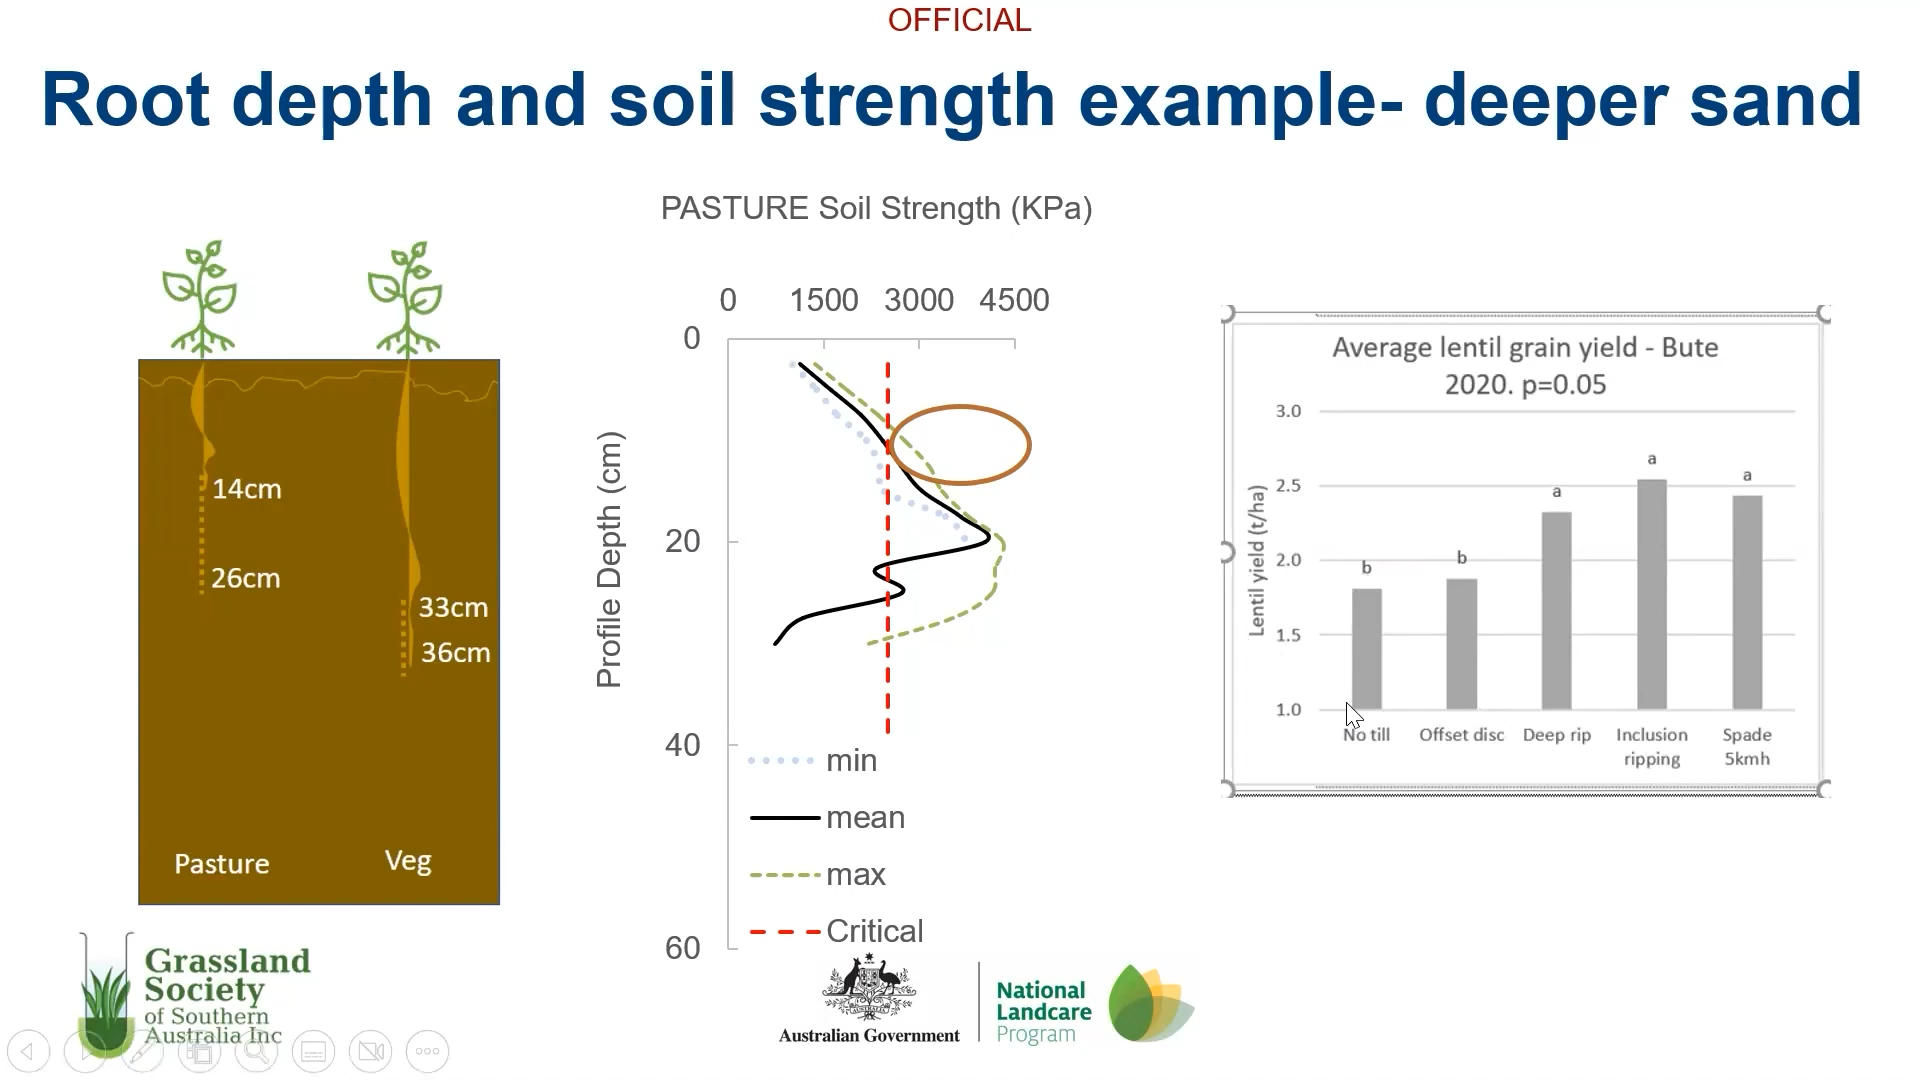 OFFICIAL
Root depth and soil strength example- deeper sand
14cm
26cm
33cm
36cm
Pasture
Veg
PASTURE Soil Strength (KPa)
0
1500
3000
4500
Profile Depth (cm)
0
20
40
60
min
mean
max
Critical
Average lentil grain yield - Bute
2020. p=0.05
Lentil yield (t/ha)
3.0
2.5
2.0
1.5
1.0
b
b
a
a
a
No till
Offset disc
Deep rip
Inclusion
ripping
Spade
5kmh
Grassland
Society
of Southern
Australia Inc
Australian Government
National
Landcare
Program